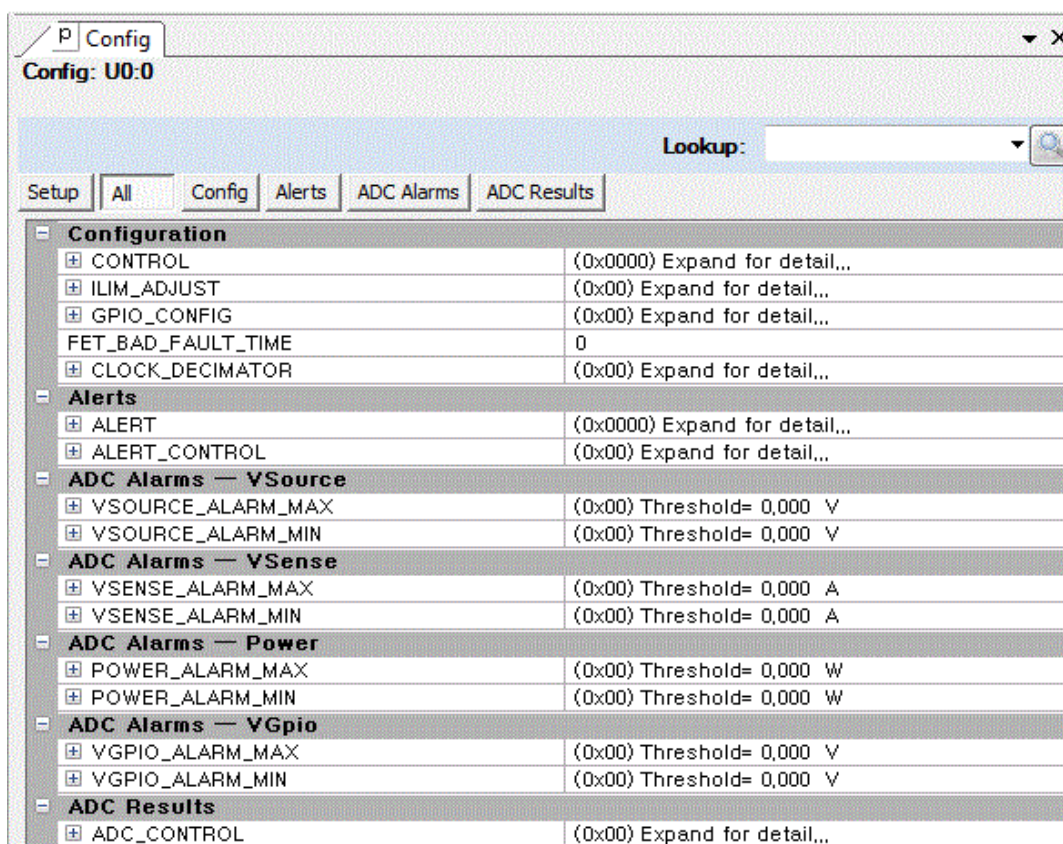 p Config
Config: U0:0
Lookup:
Setup All Config Alerts ADC Alarms ADC Results
Configuration
CONTROL (0x0000) Expand for detail,,,
ILIM_ADJUST (0x00) Expand for detail,,,
GPIO_CONFIG (0x00) Expand for detail,,,
FET_BAD_FAULT_TIME 0
CLOCK_DECIMATOR (0x00) Expand for detail,,,
Alerts
ALERT (0x0000) Expand for detail,,,
ALERT_CONTROL (0x00) Expand for detail,,,
ADC Alarms — VSource
VSOURCE_ALARM_MAX (0x00) Threshold= 0,000 V
VSOURCE_ALARM_MIN (0x00) Threshold= 0,000 V
ADC Alarms — VSense
VSENSE_ALARM_MAX (0x00) Threshold= 0,000 A
VSENSE_ALARM_MIN (0x00) Threshold= 0,000 A
ADC Alarms — Power
POWER_ALARM_MAX (0x00) Threshold= 0,000 W
POWER_ALARM_MIN (0x00) Threshold= 0,000 W
ADC Alarms — VGpio
VGPIO_ALARM_MAX (0x00) Threshold= 0,000 V
VGPIO_ALARM_MIN (0x00) Threshold= 0,000 V
ADC Results
ADC_CONTROL (0x00) Expand for detail,,,